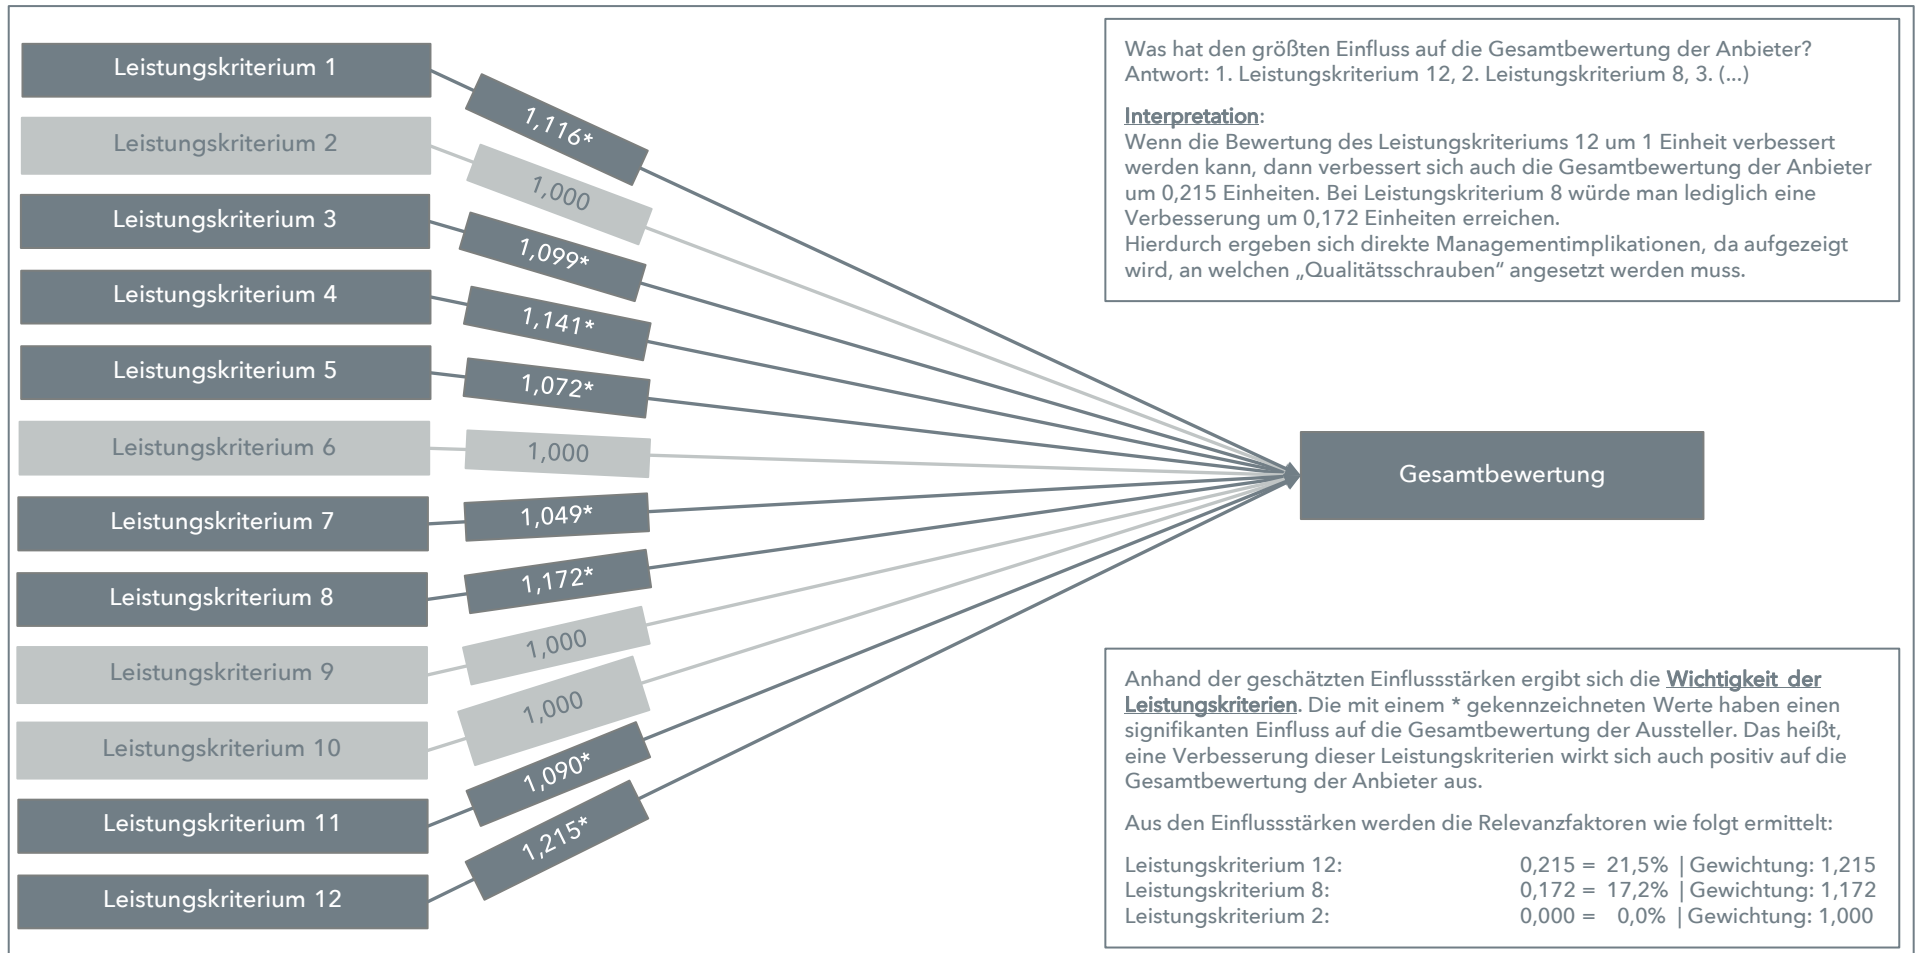 Leistungskriterium 1
1,116*
Leistungskriterium 2
1,000
Leistungskriterium 3
1,099*
Leistungskriterium 4
1,141*
Leistungskriterium 5
1,072*
Leistungskriterium 6
1,000
Leistungskriterium 7
1,049*
Leistungskriterium 8
1,172*
Leistungskriterium 9
1,000
Leistungskriterium 10
1,000
Leistungskriterium 11
1,090*
Leistungskriterium 12
1,215*
Gesamtbewertung
Was hat den größten Einfluss auf die Gesamtbewertung der Anbieter?
Antwort: 1. Leistungskriterium 12, 2. Leistungskriterium 8, 3. (...)
Interpretation:
Wenn die Bewertung des Leistungskriteriums 12 um 1 Einheit verbessert
werden kann, dann verbessert sich auch die Gesamtbewertung der Anbieter
um 0,215 Einheiten. Bei Leistungskriterium 8 würde man lediglich eine
Verbesserung um 0,172 Einheiten erreichen.
Hierdurch ergeben sich direkte Managementimplikationen, da aufgezeigt
wird, an welchen „Qualitätsschrauben“ angesetzt werden muss.
Anhand der geschätzten Einflussstärken ergibt sich die Wichtigkeit der
Leistungskriterien. Die mit einem * gekennzeichneten Werte haben einen
signifikanten Einfluss auf die Gesamtbewertung der Aussteller. Das heißt,
eine Verbesserung dieser Leistungskriterien wirkt sich auch positiv auf die
Gesamtbewertung der Anbieter aus.
Aus den Einflussstärken werden die Relevanzfaktoren wie folgt ermittelt:
Leistungskriterium 12: 0,215 = 21,5% | Gewichtung: 1,215
Leistungskriterium 8: 0,172 = 17,2% | Gewichtung: 1,172
Leistungskriterium 2: 0,000 = 0,0% | Gewichtung: 1,000